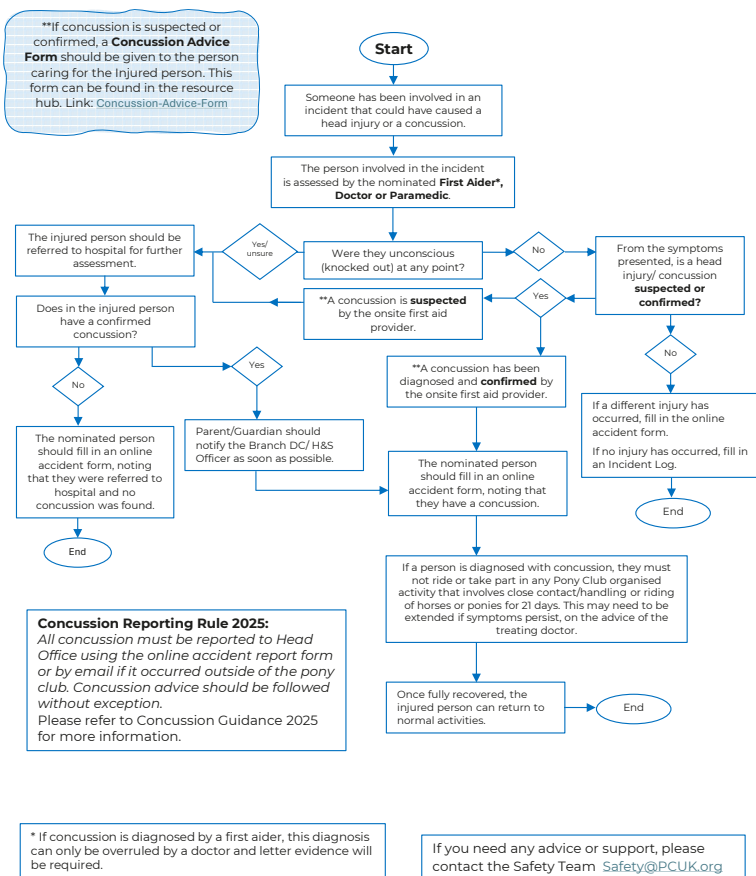 **If concussion is suspected or
confirmed, a Concussion Advice
Form should be given to the person
caring for the Injured person. This
form can be found in the resource
hub. Link: Concussion-Advice-Form
Start
Someone has been involved in an
incident that could have caused a
head injury or a concussion.
The person involved in the incident
is assessed by the nominated First Aider*,
Doctor or Paramedic.
Were they unconscious
(knocked out) at any point?
Yes/
unsure
No
The injured person should be
referred to hospital for further
assessment.
From the symptoms
presented, is a head
injury/ concussion
suspected or
confirmed?
**A concussion is suspected
by the onsite first aid
provider.
Yes
Does in the injured person
have a confirmed
concussion?
No
Yes
No
**A concussion has been
diagnosed and confirmed by
the onsite first aid provider.
If a different injury has
occurred, fill in the online
accident form.
If no injury has occurred, fill in
an Incident Log.
End
The nominated person
should fill in an online
accident form, noting
that they were referred to
hospital and no
concussion was found.
End
Parent/Guardian should
notify the Branch DC/ H&S
Officer as soon as possible.
The nominated person
should fill in an online
accident form, noting that
they have a concussion.
If a person is diagnosed with concussion, they must
not ride or take part in any Pony Club organised
activity that involves close contact/handling or riding
of horses or ponies for 21 days. This may need to be
extended if symptoms persist, on the advice of the
treating doctor.
Once fully recovered, the
injured person can return to
normal activities.
End
Concussion Reporting Rule 2025:
All concussion must be reported to Head
Office using the online accident report form
or by email if it occurred outside of the pony
club. Concussion advice should be followed
without exception.
Please refer to Concussion Guidance 2025
for more information.
* If concussion is diagnosed by a first aider, this diagnosis
can only be overruled by a doctor and letter evidence will
be required.
If you need any advice or support, please
contact the Safety Team Safety@PCUK.org